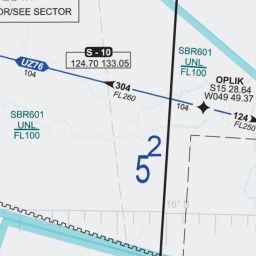 OR/SEE SECTOR
S - 10
124.70 133.05
SBR601
UNL
FL100
UZ76
104
304
FL260
OPLIK
S15 28.64
W049 49.37
104
124
FL250
SBR601
UNL
FL100
5
2
16° S